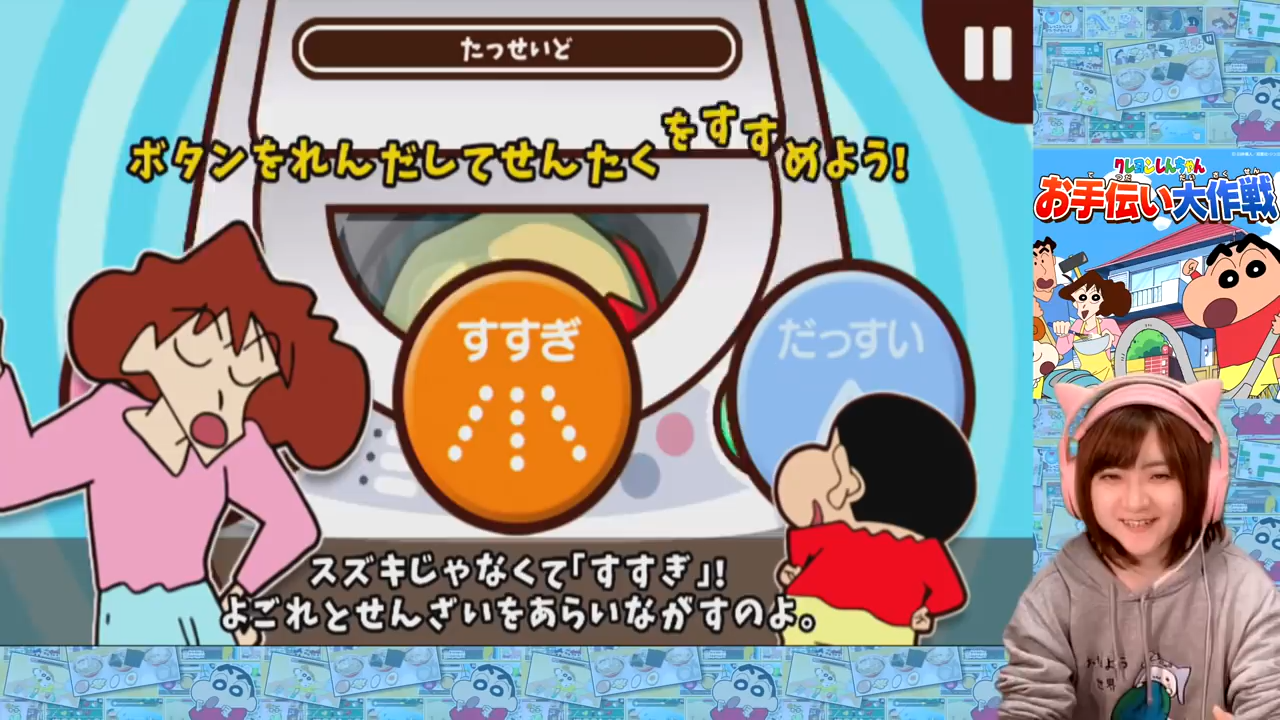 たっせいど
ボタンをれんだしてせんたくをすすめよう!
すすぎ
だっすい
スズキじゃなくて「すすぎ」!
よごれとせんざいをあらいながすのよ。
クレヨンしんちゃん
お手伝い大作戦
世界